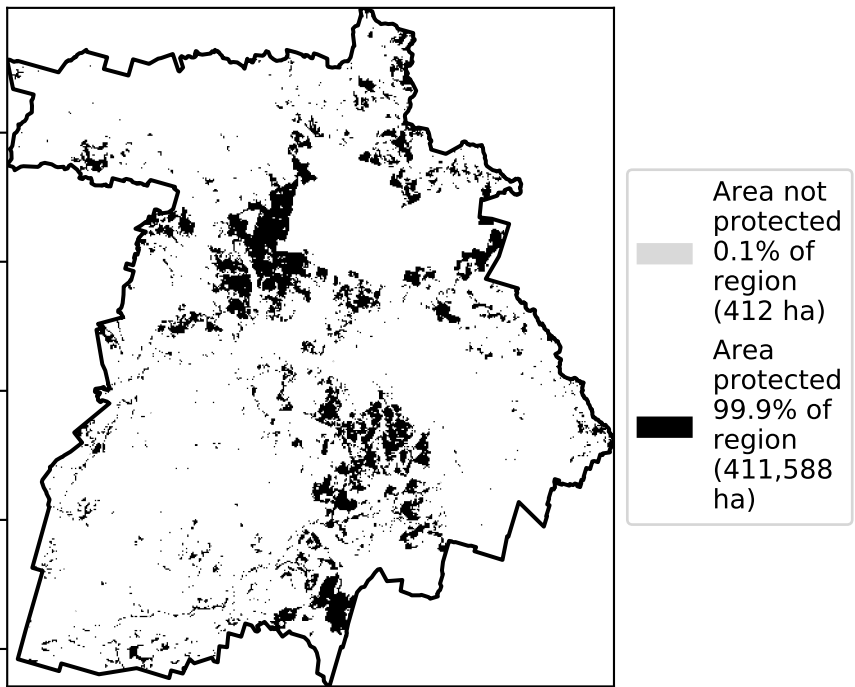 Area not
protected
0.1% of
region
(412 ha)
Area
protected
99.9% of
region
(411,588
ha)